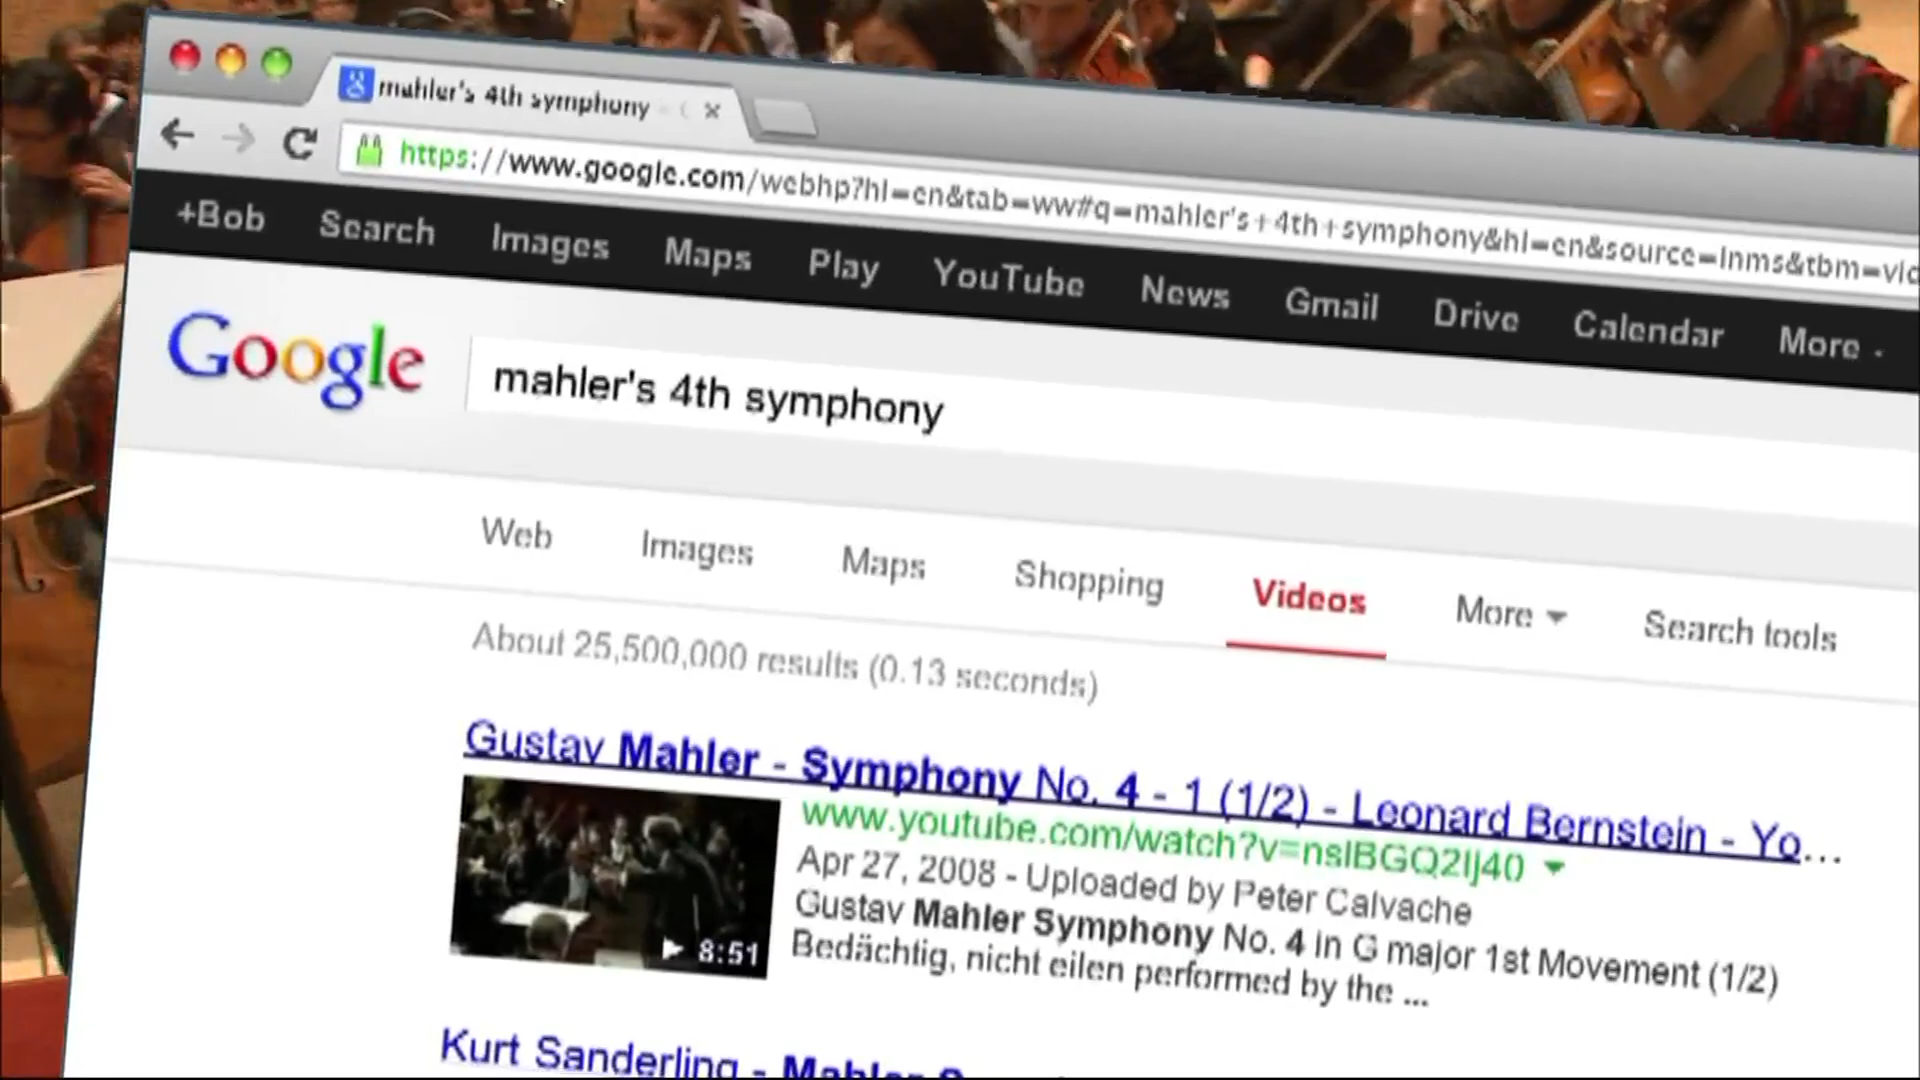 mahler's 4th symphony
https://www.google.com/webhp?hl=en&tab=ww#q=mahler's+4th+symphony&hl=en&source=lnms&tbm=vid
+Bob Search Images Maps Play YouTube News Gmail Drive Calendar More
Google
mahler's 4th symphony
Web Images Maps Shopping Videos More Search tools
About 25,500,000 results (0.13 seconds)
Gustav Mahler - Symphony No. 4 - 1 (1/2) - Leonard Bernstein - Yo...
www.youtube.com/watch?v=nsIBGQ2Ij40
Apr 27, 2008 - Uploaded by Peter Calvache
Gustav Mahler Symphony No. 4 in G major 1st Movement (1/2)
Bedächtig, nicht eilen performed by the ...
8:51
Kurt Sanderling - Mahler S